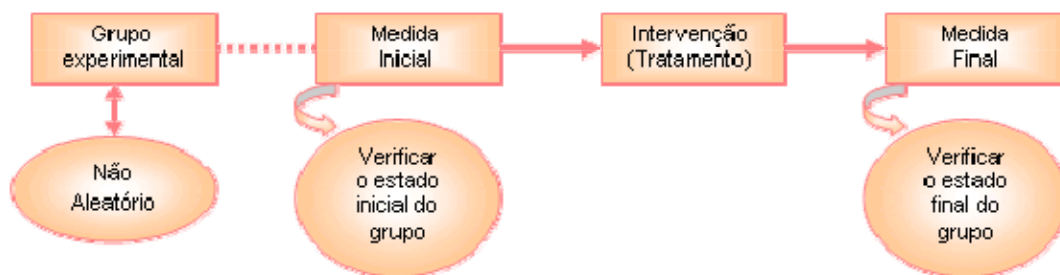 Grupo
experimental
Medida
Inicial
Intervenção
(Tratamento)
Medida
Final
Não
Aleatório
Verificar
o estado
inicial do
grupo
Verificar
o estado
final do
grupo